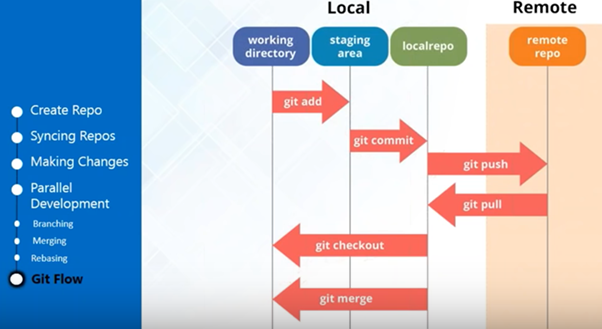 Local
Remote
working
directory
staging
area
localrepo
remote
repo
git add
git commit
git push
git pull
git checkout
git merge
Create Repo
Syncing Repos
Making Changes
Parallel
Development
Branching
Merging
Rebasing
Git Flow